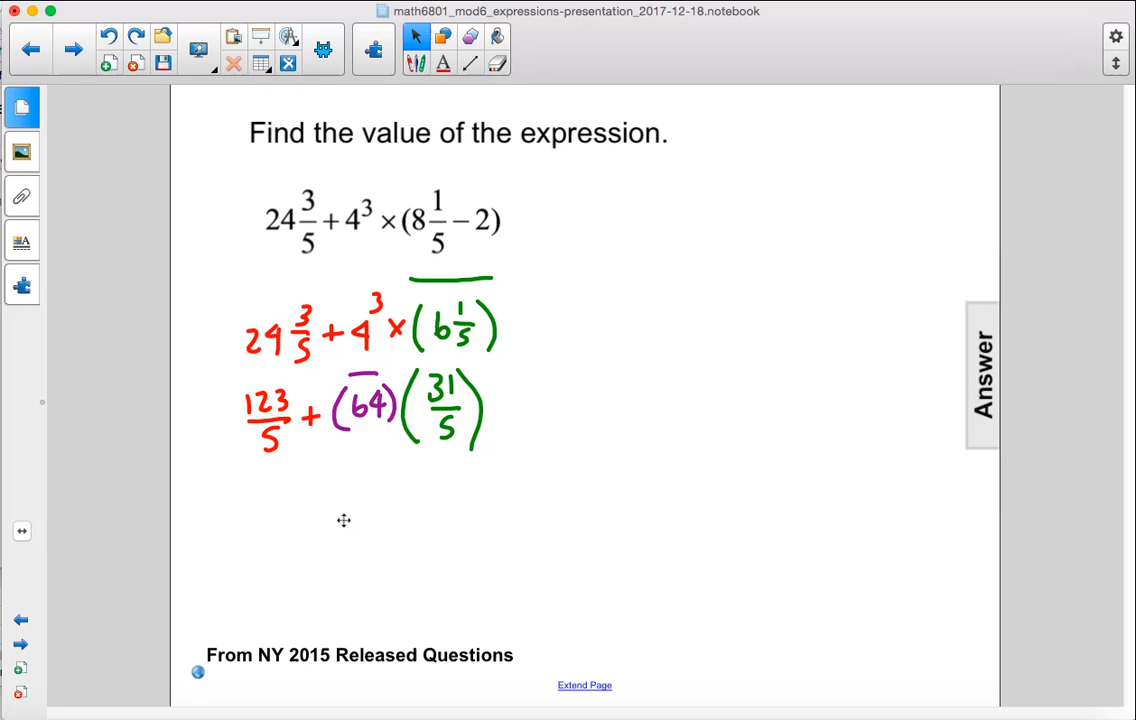 math6801_mod6_expressions-presentation_2017-12-18.notebook
Find the value of the expression.
24 3/5 + 4³ × (8 1/5 − 2)
24 3/5 + 4³ × (6 1/5)
123/5 + (64) (31/5)
Answer
From NY 2015 Released Questions
Extend Page